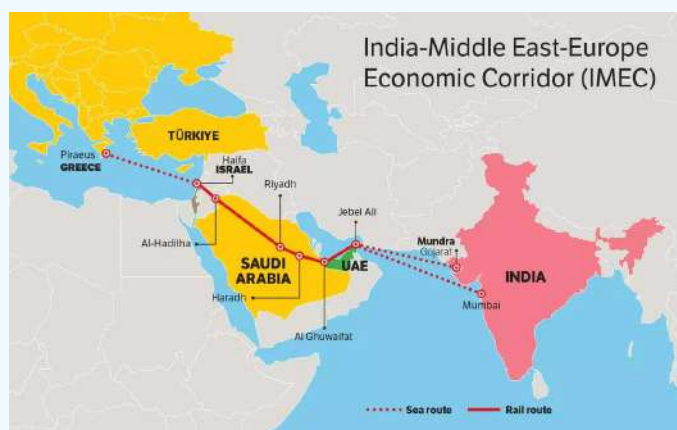 India-Middle East-Europe
Economic Corridor (IMEC)
TÜRKIYE
Piraeus
GREECE
Haifa
ISRAEL
Riyadh
Jebel Ali
Al-Haditha
SAUDI
ARABIA
UAE
Mundra
Gujarat
INDIA
Haradh
Mumbai
Al Ghuwaifat
Sea route
Rail route